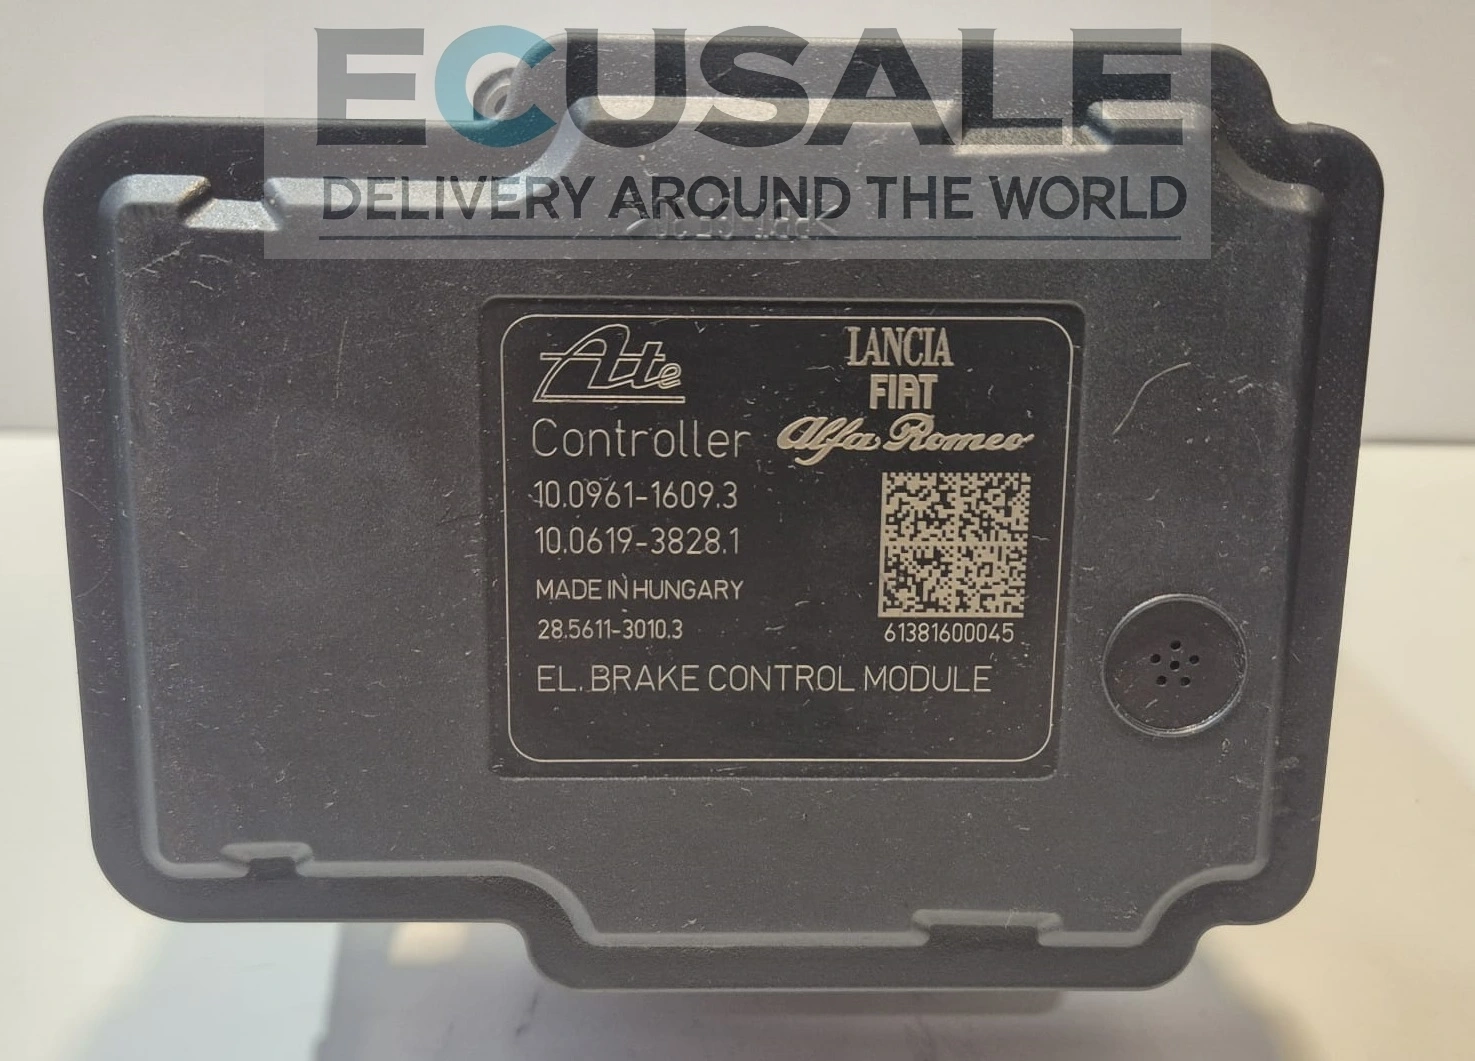 ECUSALE
DELIVERY AROUND THE WORLD
Ate
LANCIA
FIAT
Alfa Romeo
Controller
10.0961-1609.3
10.0619-3828.1
MADE IN HUNGARY
28.5611-3010.3
61381600045
EL. BRAKE CONTROL MODULE